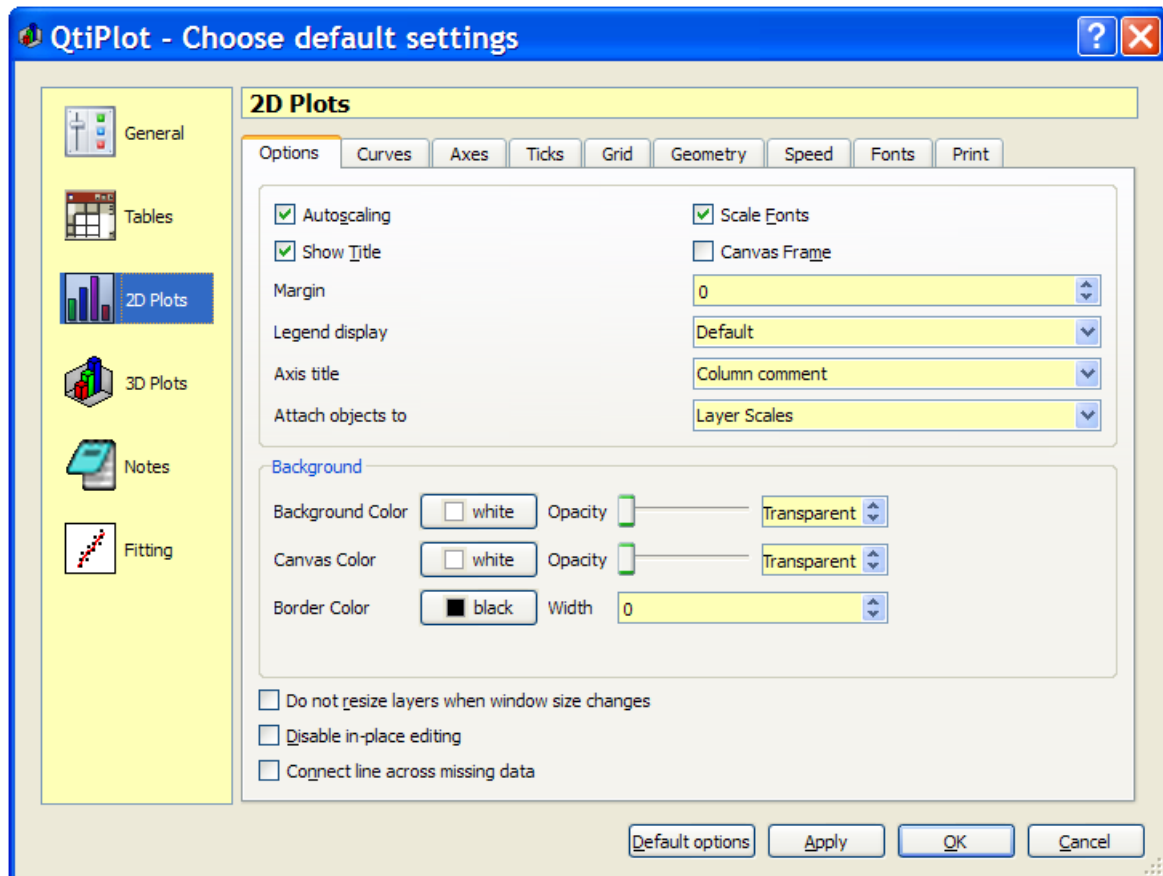 QtiPlot - Choose default settings
General
Tables
2D Plots
3D Plots
Notes
Fitting
2D Plots
Options Curves Axes Ticks Grid Geometry Speed Fonts Print
Autoscaling Scale Fonts
Show Title Canvas Frame
Margin 0
Legend display Default
Axis title Column comment
Attach objects to Layer Scales
Background
Background Color white Opacity Transparent
Canvas Color white Opacity Transparent
Border Color black Width 0
Do not resize layers when window size changes
Disable in-place editing
Connect line across missing data
Default options Apply OK Cancel